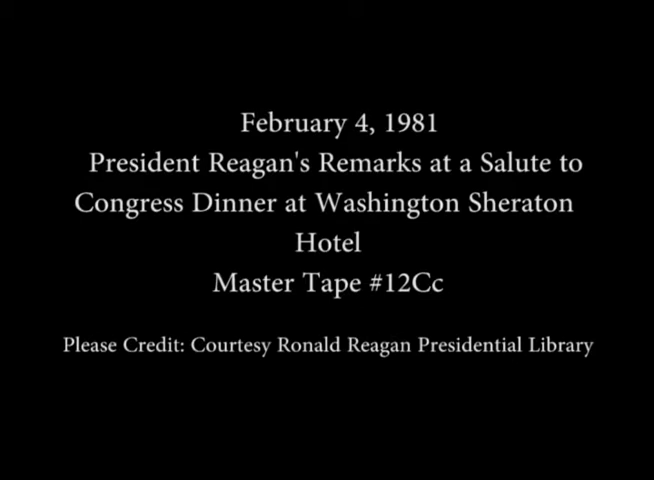 February 4, 1981
President Reagan's Remarks at a Salute to
Congress Dinner at Washington Sheraton
Hotel
Master Tape #12Cc
Please Credit: Courtesy Ronald Reagan Presidential Library